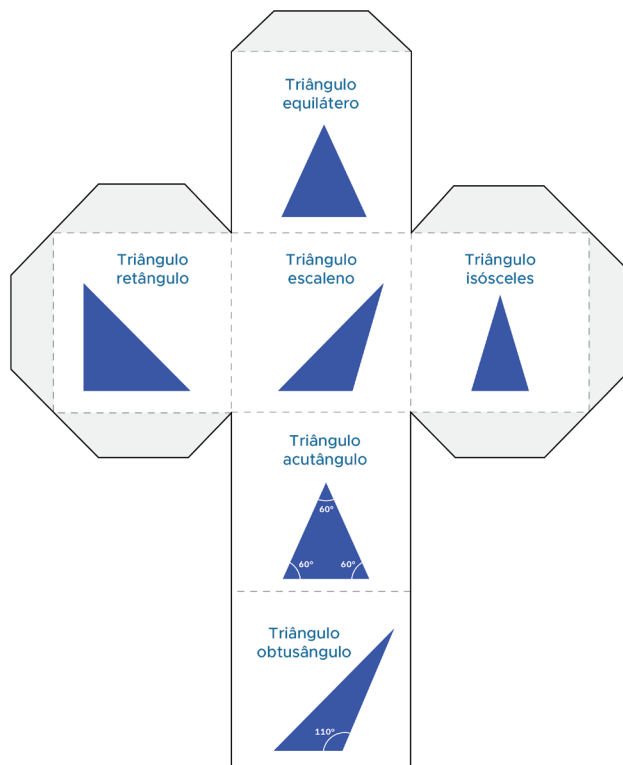 Triângulo
equilátero
Triângulo
retângulo
Triângulo
escaleno
Triângulo
isósceles
Triângulo
acutângulo
60°
60°
60°
Triângulo
obtusângulo
110°